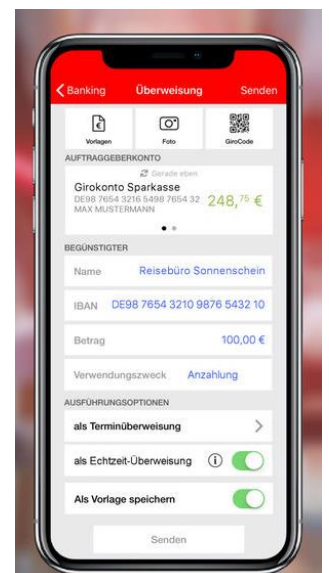 Banking Überweisung Senden
Vorlagen Foto GiroCode
AUFTRAGGEBERKONTO
Gerade eben
Girokonto Sparkasse
DE98 7654 3216 5498 7654 32
248,75 €
MAX MUSTERMANN
BEGÜNSTIGTER
Name Reisebüro Sonnenschein
IBAN DE98 7654 3210 9876 5432 10
Betrag 100,00 €
Verwendungszweck Anzahlung
AUSFÜHRUNGSOPTIONEN
als Terminüberweisung
als Echtzeit-Überweisung i
Als Vorlage speichern
Senden